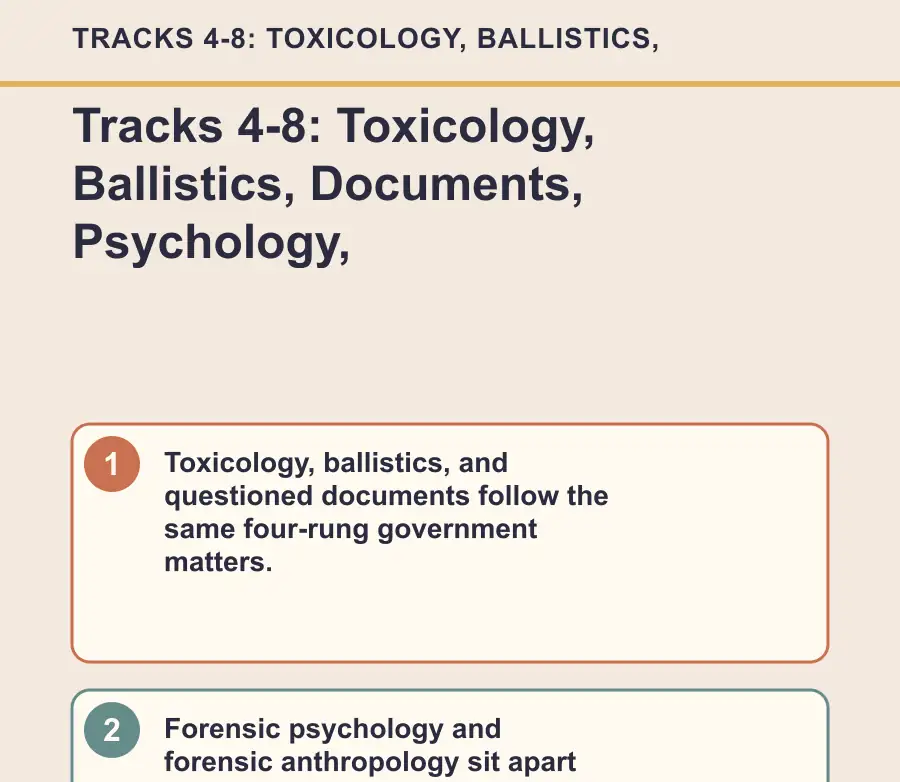 TRACKS 4-8: TOXICOLOGY, BALLISTICS,
Tracks 4-8: Toxicology,
Ballistics, Documents,
Psychology,
1
Toxicology, ballistics, and
questioned documents follow the
same four-rung government
matters.
2
Forensic psychology and
forensic anthropology sit apart